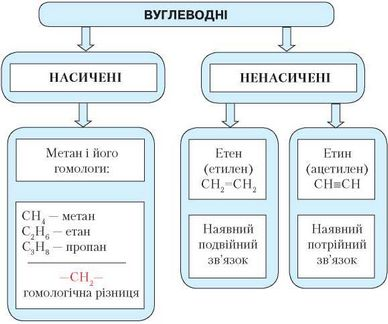 ВУГЛЕВОДНІ
НАСИЧЕНІ
НЕНАСИЧЕНІ
Метан і його
гомологи:
CH₄ — метан
C₂H₆ — етан
C₃H₈ — пропан
—CH₂—
гомологічна різниця
Етен
(етилен)
CH₂=CH₂
Наявний
подвійний
зв’язок
Етин
(ацетилен)
CH≡CH
Наявний
потрійний
зв’язок